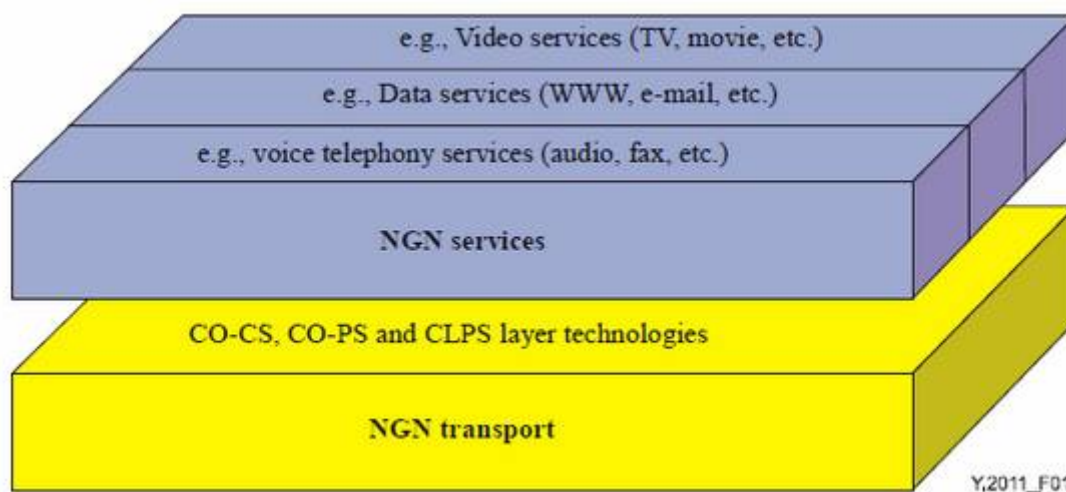 e.g., Video services (TV, movie, etc.)
e.g., Data services (WWW, e-mail, etc.)
e.g., voice telephony services (audio, fax, etc.)
NGN services
CO-CS, CO-PS and CLPS layer technologies
NGN transport
Y,2011_F01